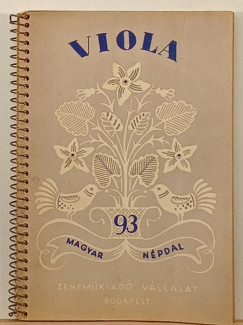 VIOLA
93
MAGYAR NÉPDAL
ZENEMŰKIADÓ VÁLLALAT
BUDAPEST